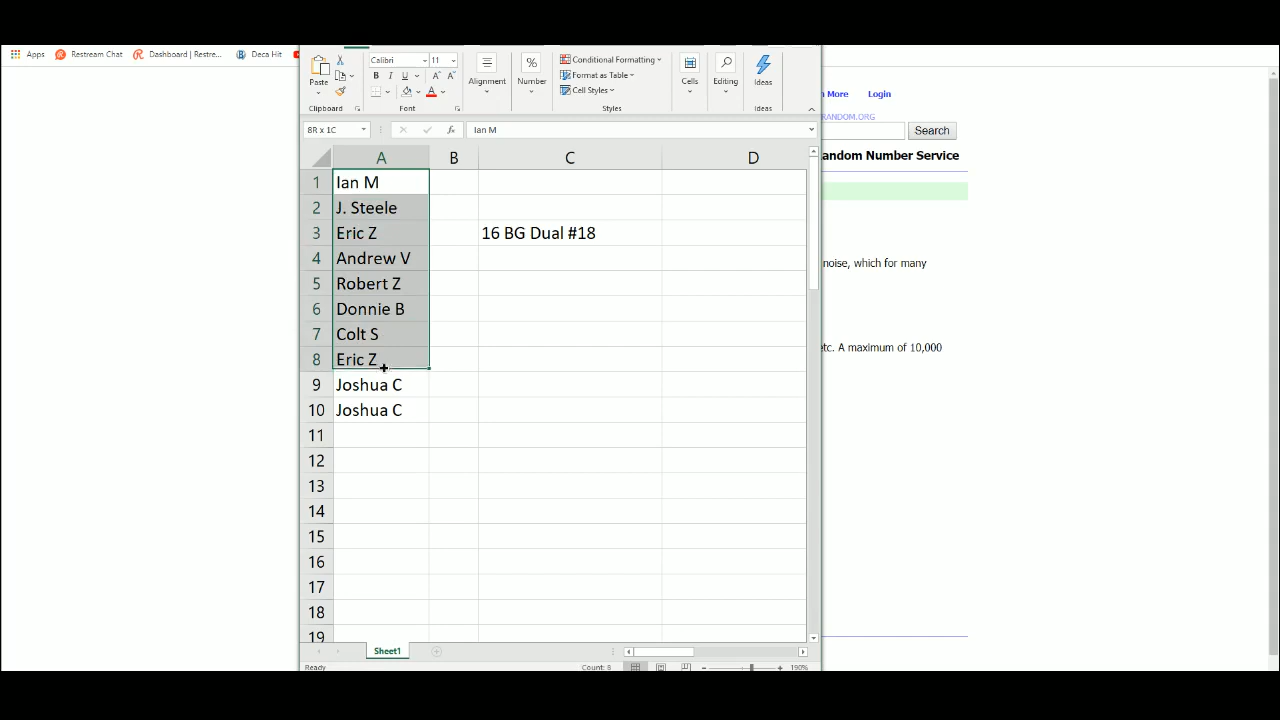 Apps Restream Chat Dashboard | Restre... Deca Hit
Calibri 11
Paste
B I U
A A
A
Alignment
Number
%
Conditional Formatting
Format as Table
Cell Styles
Cells
Editing
Ideas
Clipboard Font Styles Ideas
More Login
RANDOM.ORG
Search
andom Number Service
8R x 1C fx Ian M
A B C D
1 Ian M
2 J. Steele
3 Eric Z 16 BG Dual #18
4 Andrew V
noise, which for many
5 Robert Z
6 Donnie B
7 Colt S
etc. A maximum of 10,000
8 Eric Z
9 Joshua C
10 Joshua C
11
12
13
14
15
16
17
18
19
Sheet1
Ready Count: 8 190%